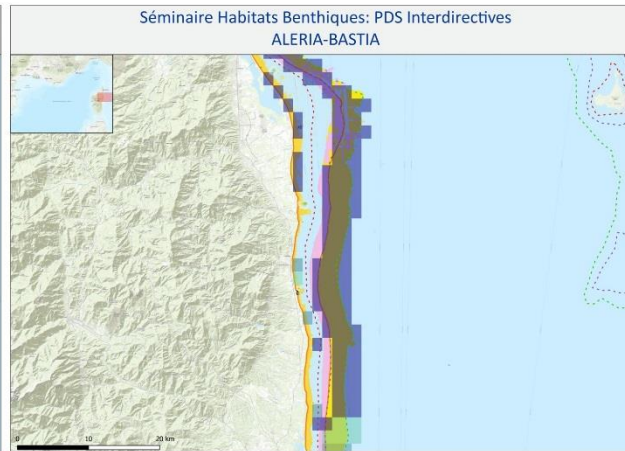 Séminaire Habitats Benthiques: PDS Interdirectives
ALERIA-BASTIA
0 10 20 km